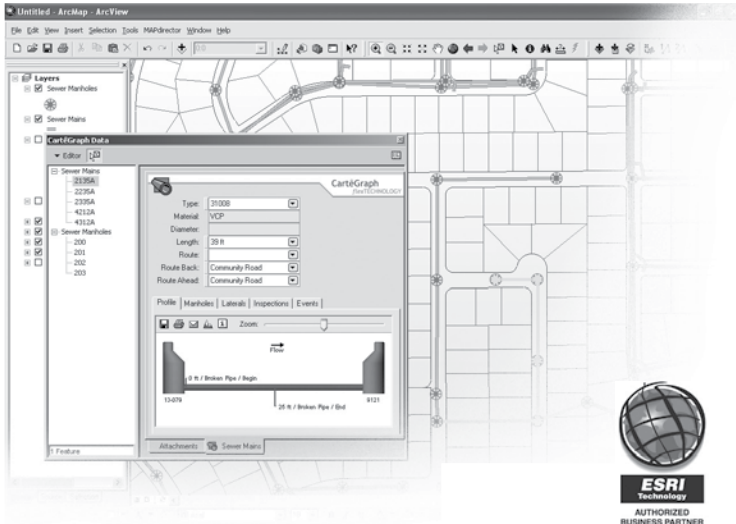 Untitled - ArcMap - ArcView
File Edit View Insert Selection Tools MAPdirector Window Help
Layers
Sewer Manholes
Sewer Mains
CartêGraph Data
Editor
Sewer Mains
2135A
2235A
2335A
4212A
4312A
Sewer Manholes
200
201
202
203
1 Feature
CartêGraph
Type: 3100B
Material: VCP
Diameter:
Length: 39 ft
Route:
Route Back: Community Road
Route Ahead: Community Road
Profile Manholes Laterals Inspections Events
Zoom:
Flow
0 ft / Broken Pipe / Begin
13-079 9121
25 ft / Broken Pipe / End
Attachments Sewer Mains
ESRI
Technology
AUTHORIZED
BUSINESS PARTNER